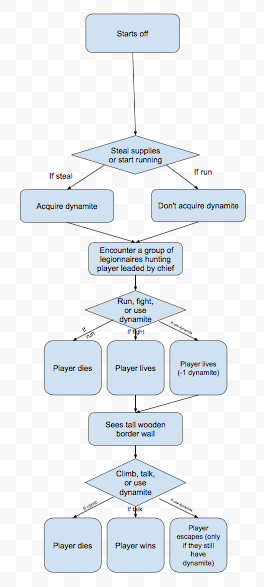 Starts off
Steal supplies
or start running
If steal
If run
Acquire dynamite
Don't acquire dynamite
Encounter a group of
legionnaires hunting
player leaded by chief
Run, fight,
or use
dynamite
If
run
If fight
If use dynamite
Player dies
Player lives
Player lives
(-1 dynamite)
Sees tall wooden
border wall
Climb, talk,
or use
dynamite
If climb
If talk
If use dynamite
Player dies
Player wins
Player
escapes (only
if they still
have
dynamite)